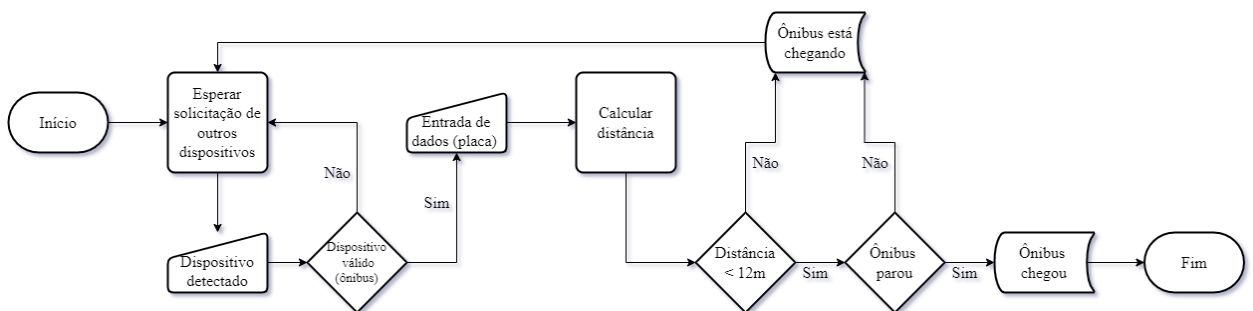 Início
Esperar
solicitação de
outros
dispositivos
Dispositivo
detectado
Dispositivo
válido
(ônibus)
Não
Sim
Entrada de
dados (placa)
Calcular
distância
Distância
< 12m
Não
Sim
Ônibus
parou
Não
Sim
Ônibus está
chegando
Ônibus
chegou
Fim